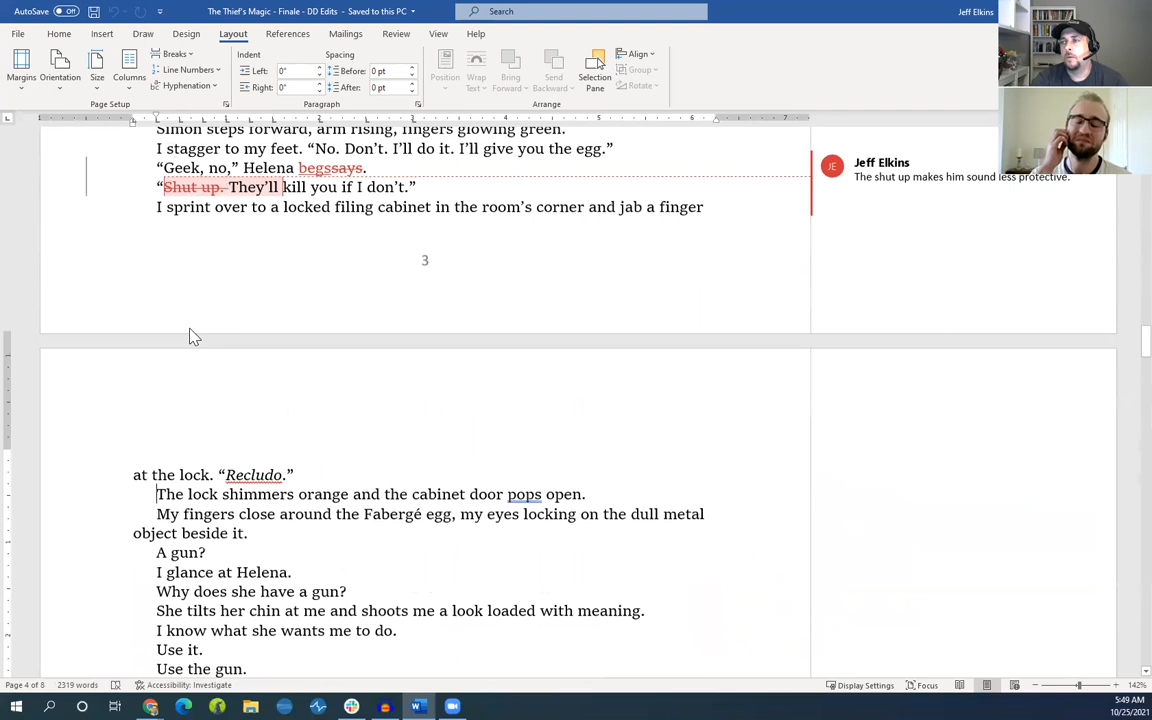 AutoSave Off The Thief's Magic - Finale - DD Edits - Saved to this PC Search Jeff Elkins
File Home Insert Draw Design Layout References Mailings Review View Help
Margins Orientation Size Columns Breaks Line Numbers Hyphenation
Page Setup
Indent Spacing
Left: 0" Before: 0 pt
Right: 0" After: 0 pt
Paragraph
Position Wrap Text Bring Forward Send Backward Selection Pane Align Group Rotate
Arrange
Simon steps forward, arm rising, fingers glowing green.
I stagger to my feet. “No. Don’t. I’ll do it. I’ll give you the egg.”
“Geek, no,” Helena begssays.
“Shut up. They’ll kill you if I don’t.”
I sprint over to a locked filing cabinet in the room’s corner and jab a finger
3
JE Jeff Elkins
The shut up makes him sound less protective.
at the lock. “Recludo.”
The lock shimmers orange and the cabinet door pops open.
My fingers close around the Fabergé egg, my eyes locking on the dull metal
object beside it.
A gun?
I glance at Helena.
Why does she have a gun?
She tilts her chin at me and shoots me a look loaded with meaning.
I know what she wants me to do.
Use it.
Use the gun.
Page 4 of 8 2319 words Accessibility: Investigate Display Settings Focus 142%
5:49 AM
10/25/2021